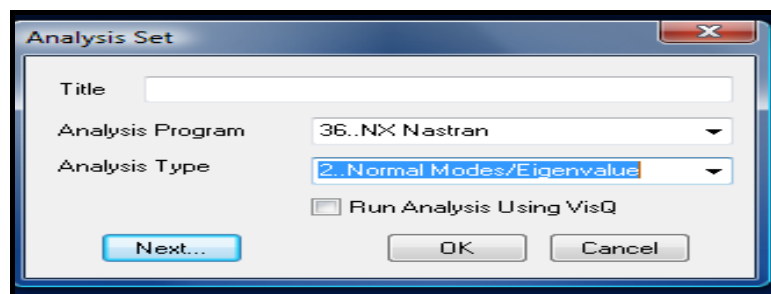 Analysis Set
Title
Analysis Program 36..NX Nastran
Analysis Type 2..Normal Modes/Eigenvalue
Run Analysis Using VisQ
Next... OK Cancel